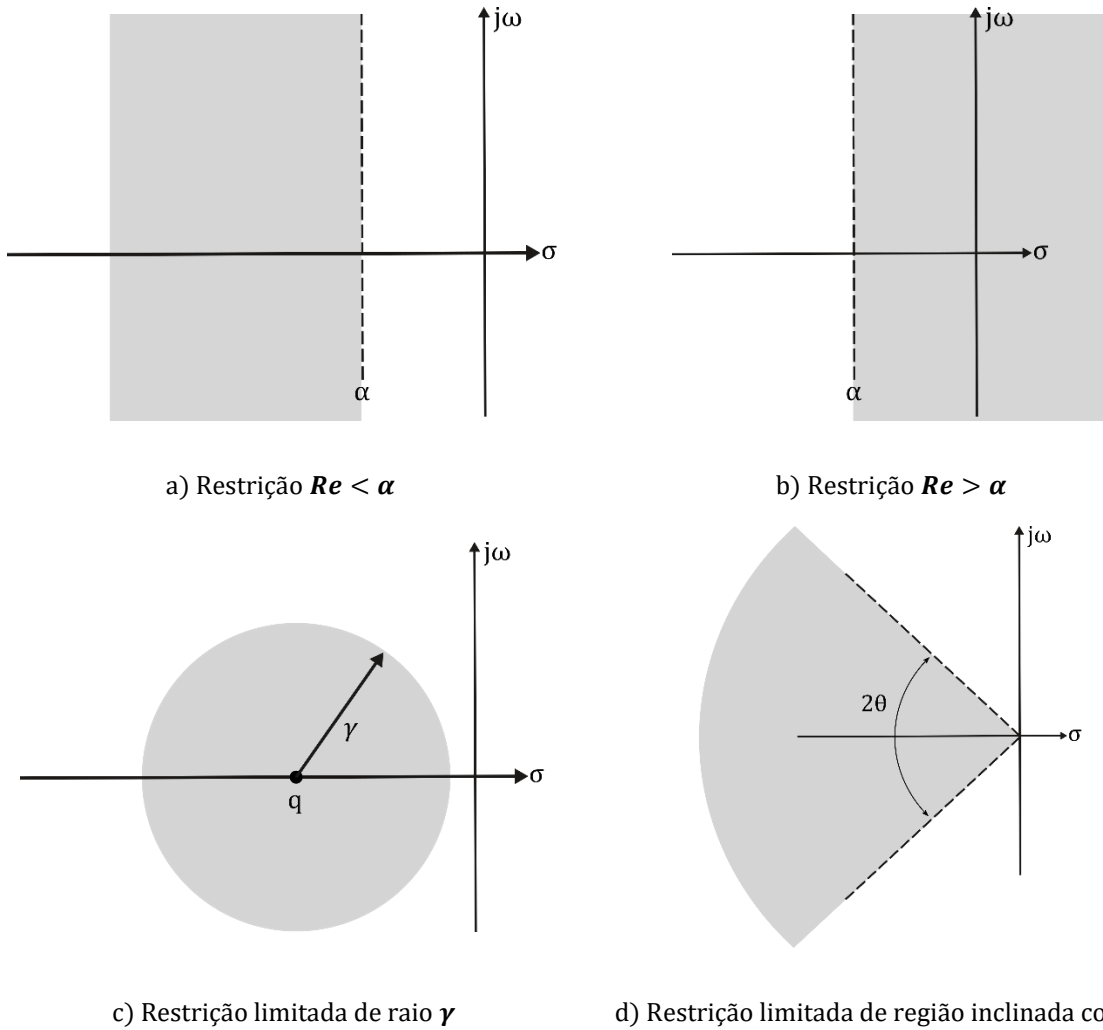 jω
σ
α
a) Restrição Re < α
jω
σ
α
b) Restrição Re > α
jω
γ
σ
q
c) Restrição limitada de raio γ
jω
2θ
σ
d) Restrição limitada de região inclinada co